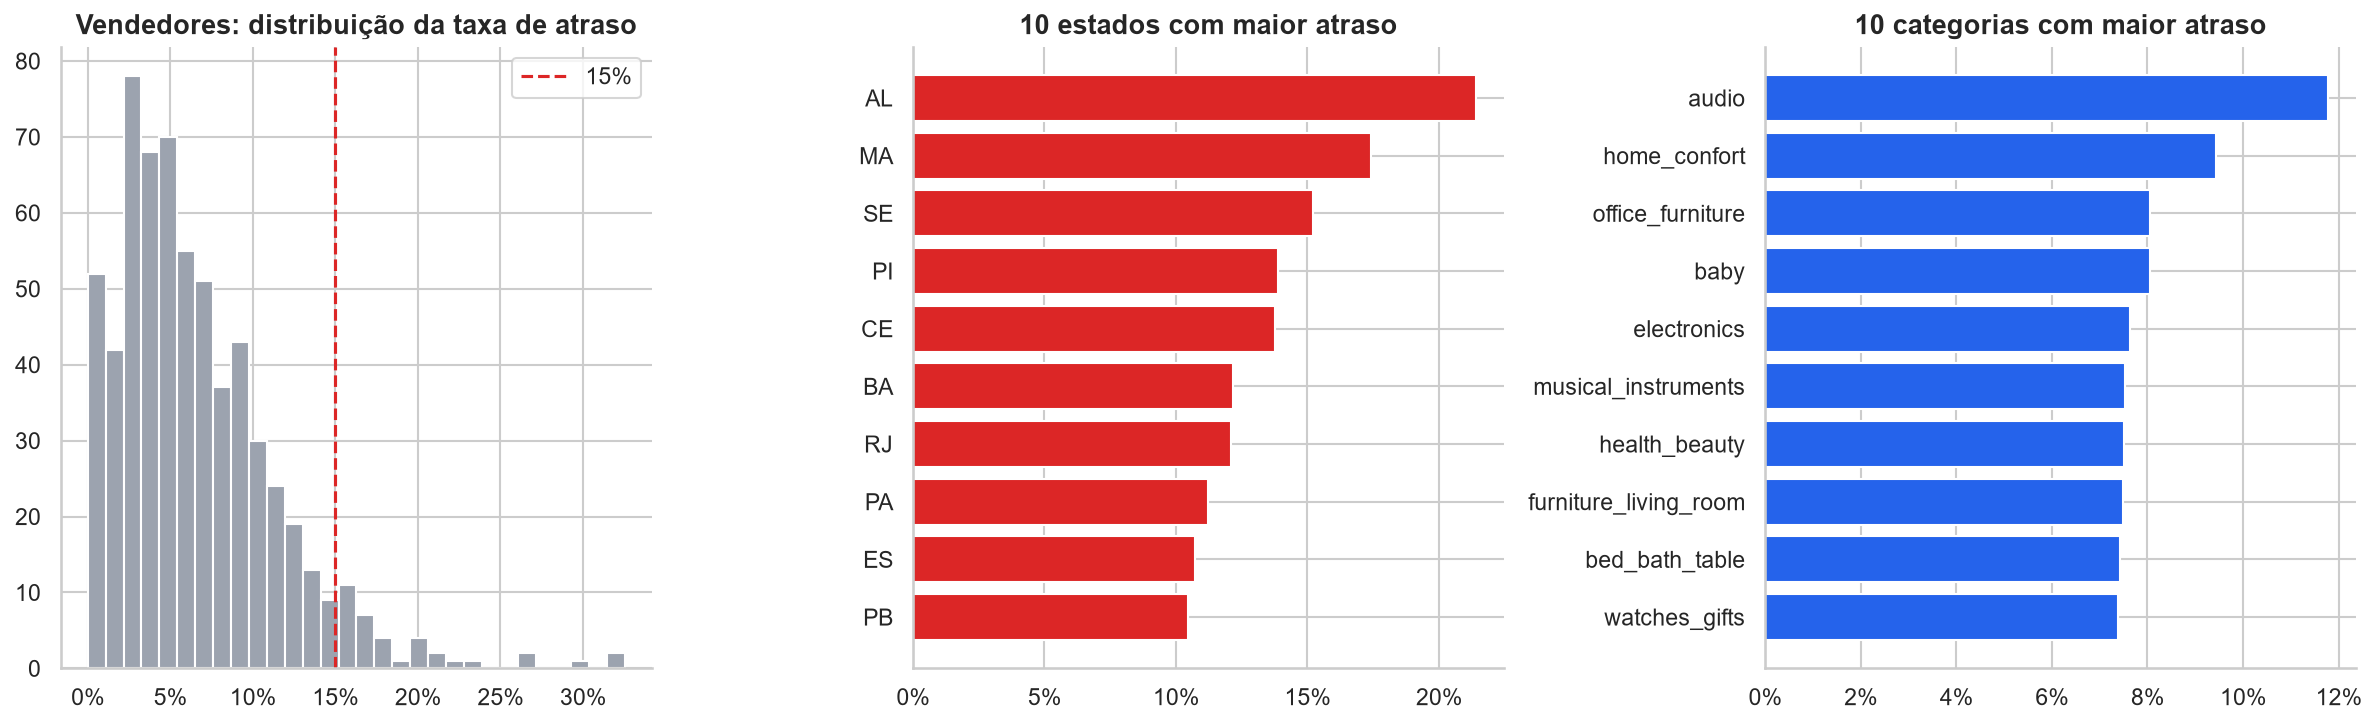 Vendedores: distribuição da taxa de atraso
80
70
60
50
40
30
20
10
0
0%
5%
10%
15%
20%
25%
30%
15%
10 estados com maior atraso
AL
MA
SE
PI
CE
BA
RJ
PA
ES
PB
0%
5%
10%
15%
20%
10 categorias com maior atraso
audio
home_confort
office_furniture
baby
electronics
musical_instruments
health_beauty
furniture_living_room
bed_bath_table
watches_gifts
0%
2%
4%
6%
8%
10%
12%